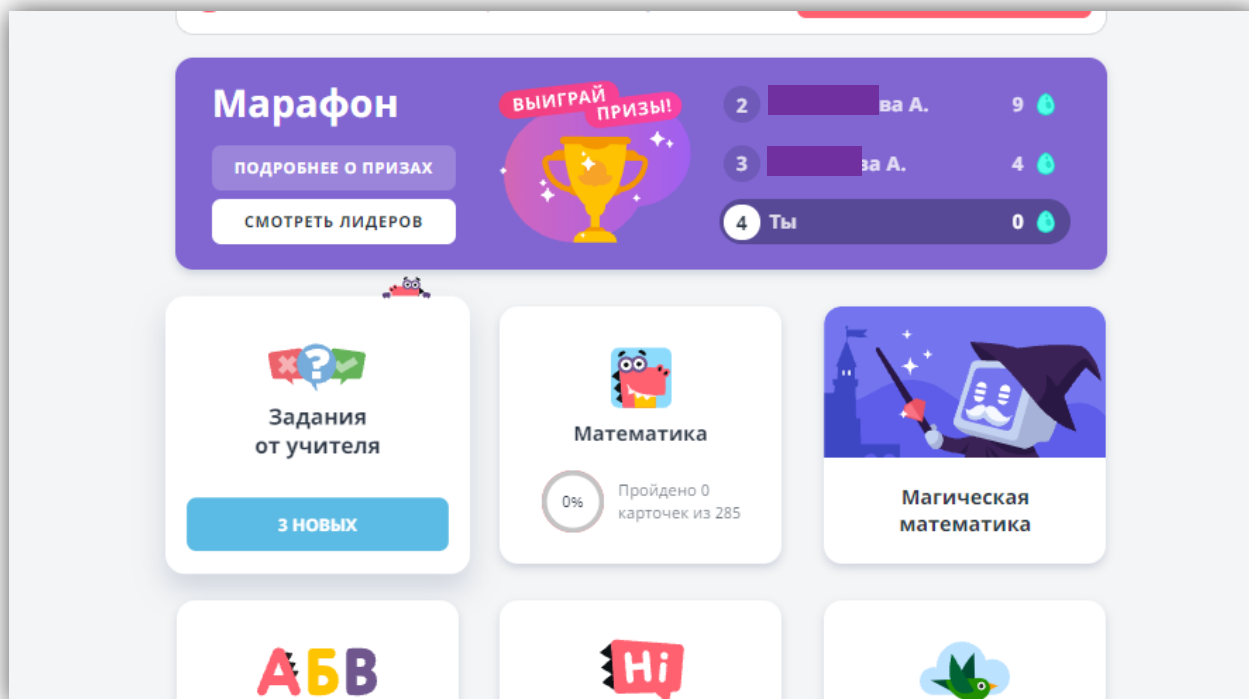 Марафон
ВЫИГРАЙ
ПРИЗЫ!
ПОДРОБНЕЕ О ПРИЗАХ
СМОТРЕТЬ ЛИДЕРОВ
2 ва А. 9
3 ва А. 4
4 Ты 0
Задания
от учителя
3 НОВЫХ
Математика
0%
Пройдено 0
карточек из 285
Магическая
математика
АБВ
Hi